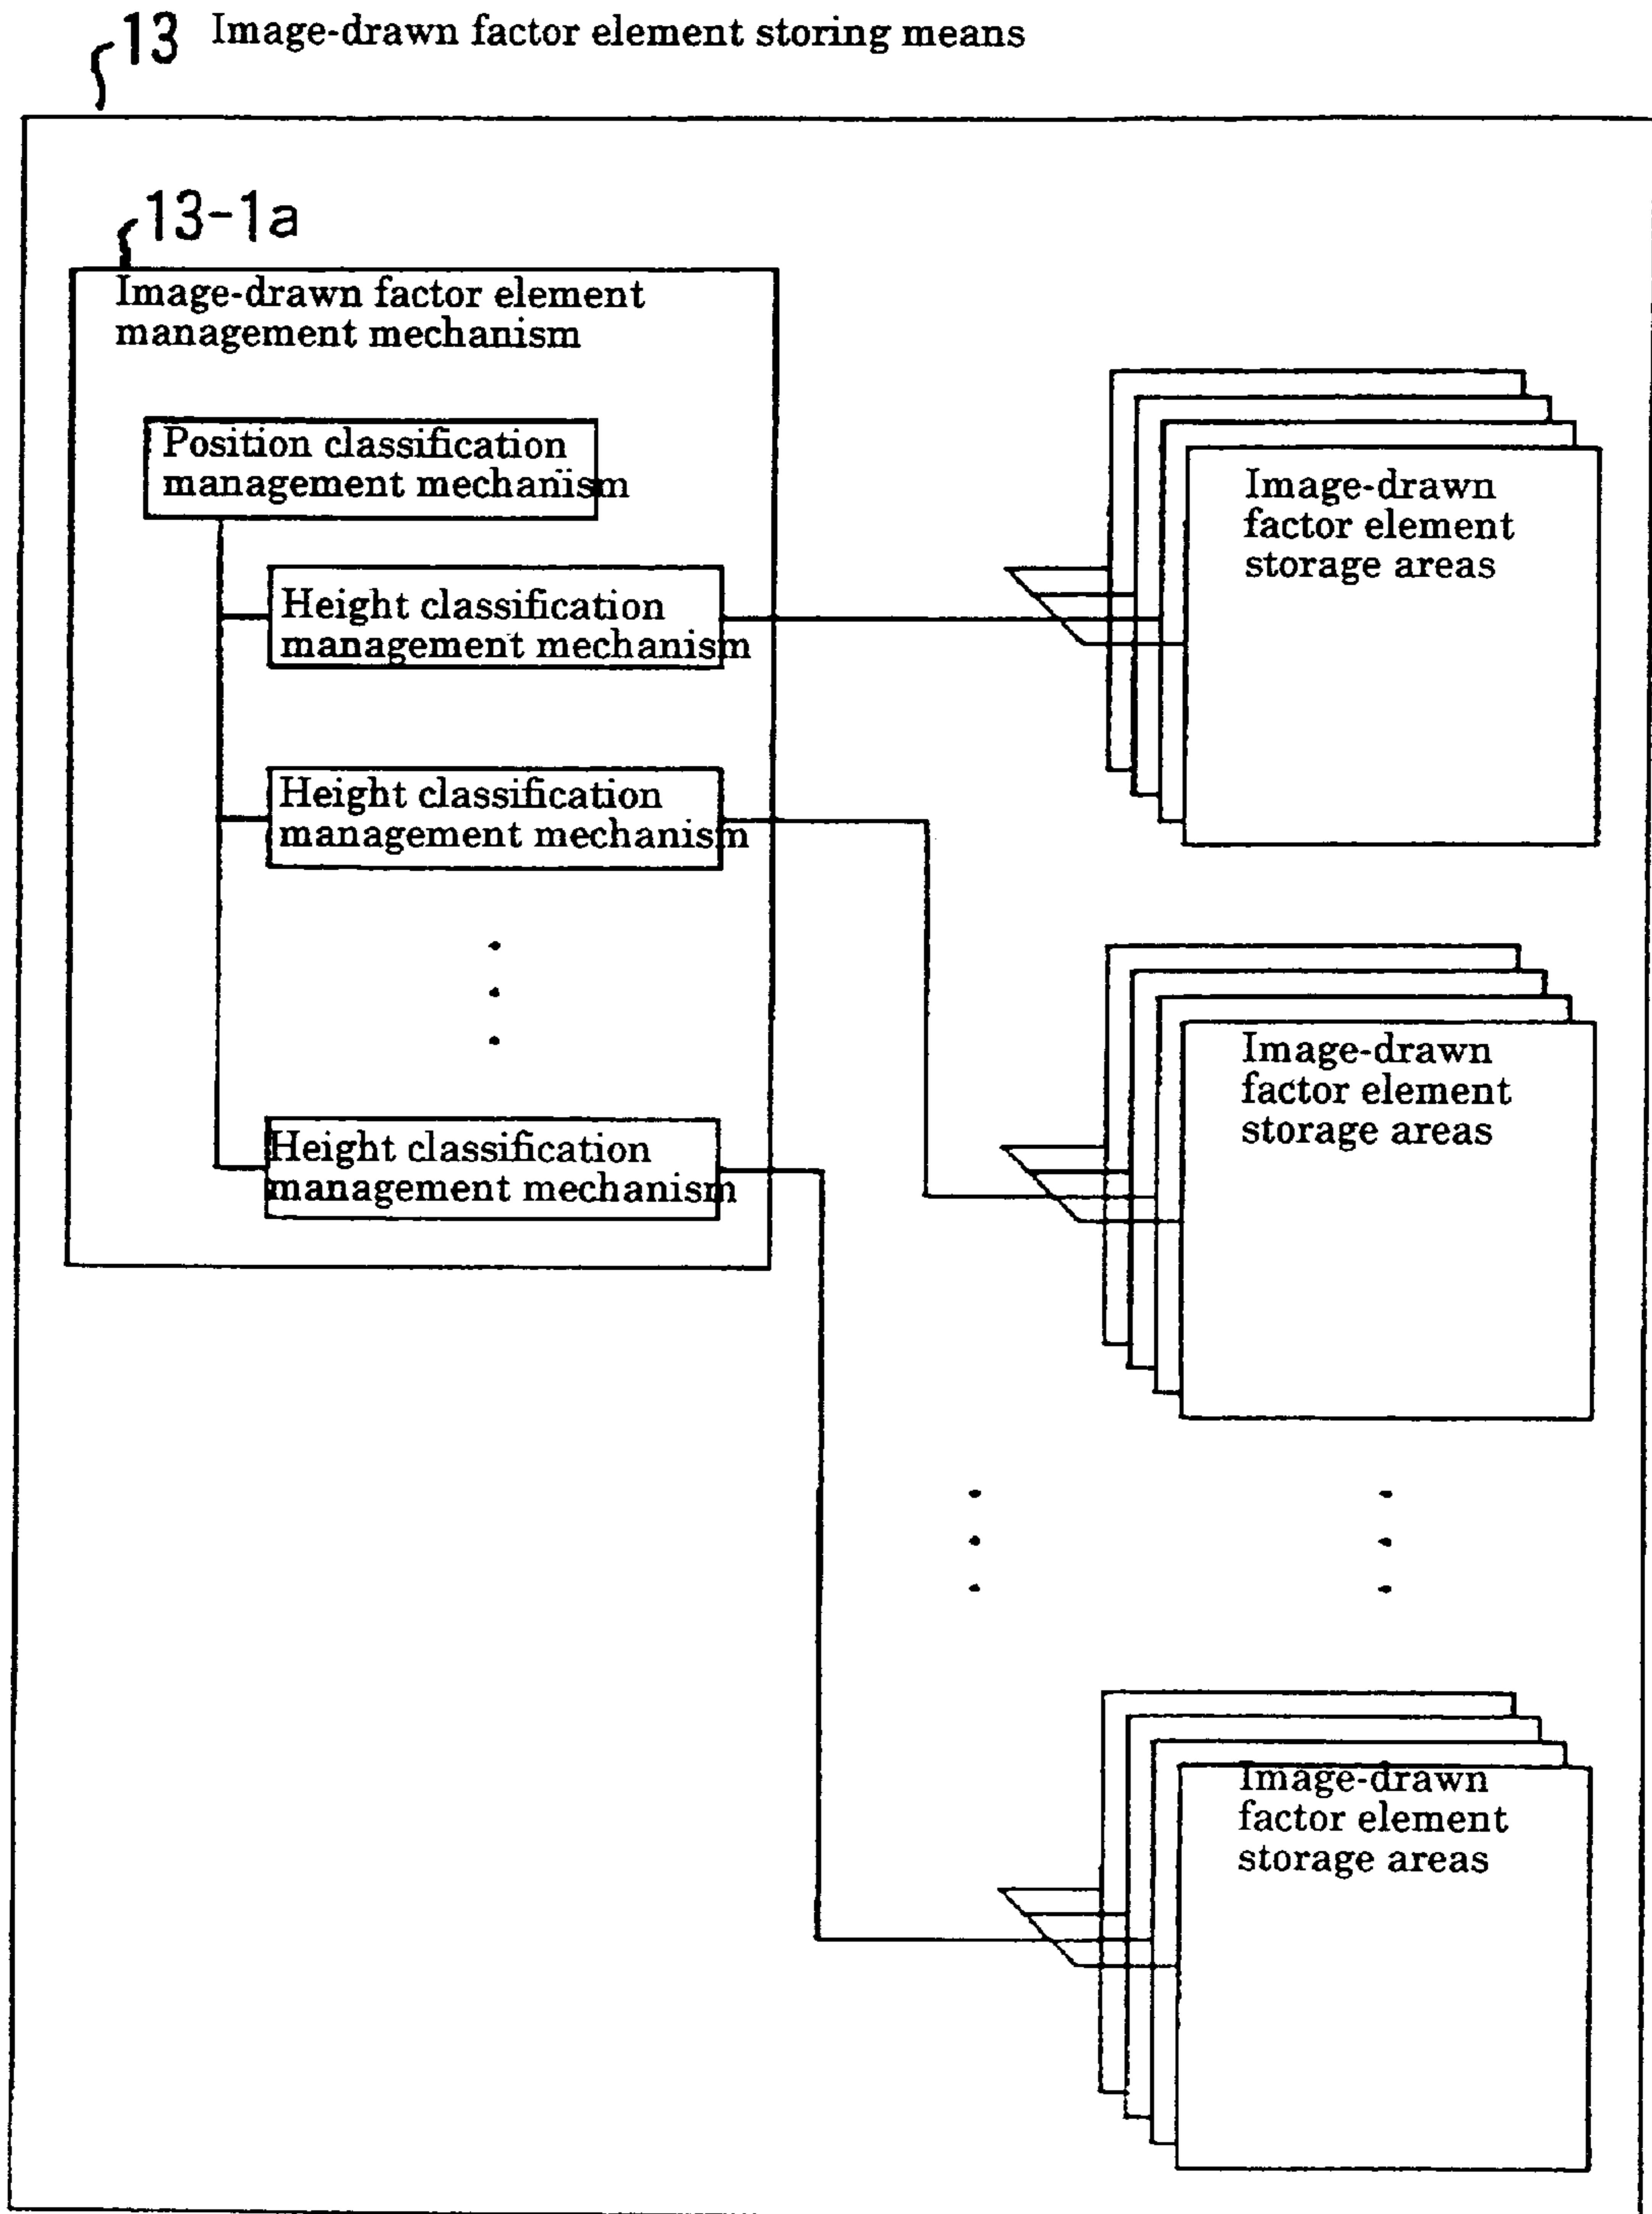 13 Image-drawn factor element storing means
13-1a
Image-drawn factor element
management mechanism
Position classification
management mechanism
Height classification
management mechanism
Height classification
management mechanism
Height classification
management mechanism
Image-drawn
factor element
storage areas
Image-drawn
factor element
storage areas
Image-drawn
factor element
storage areas